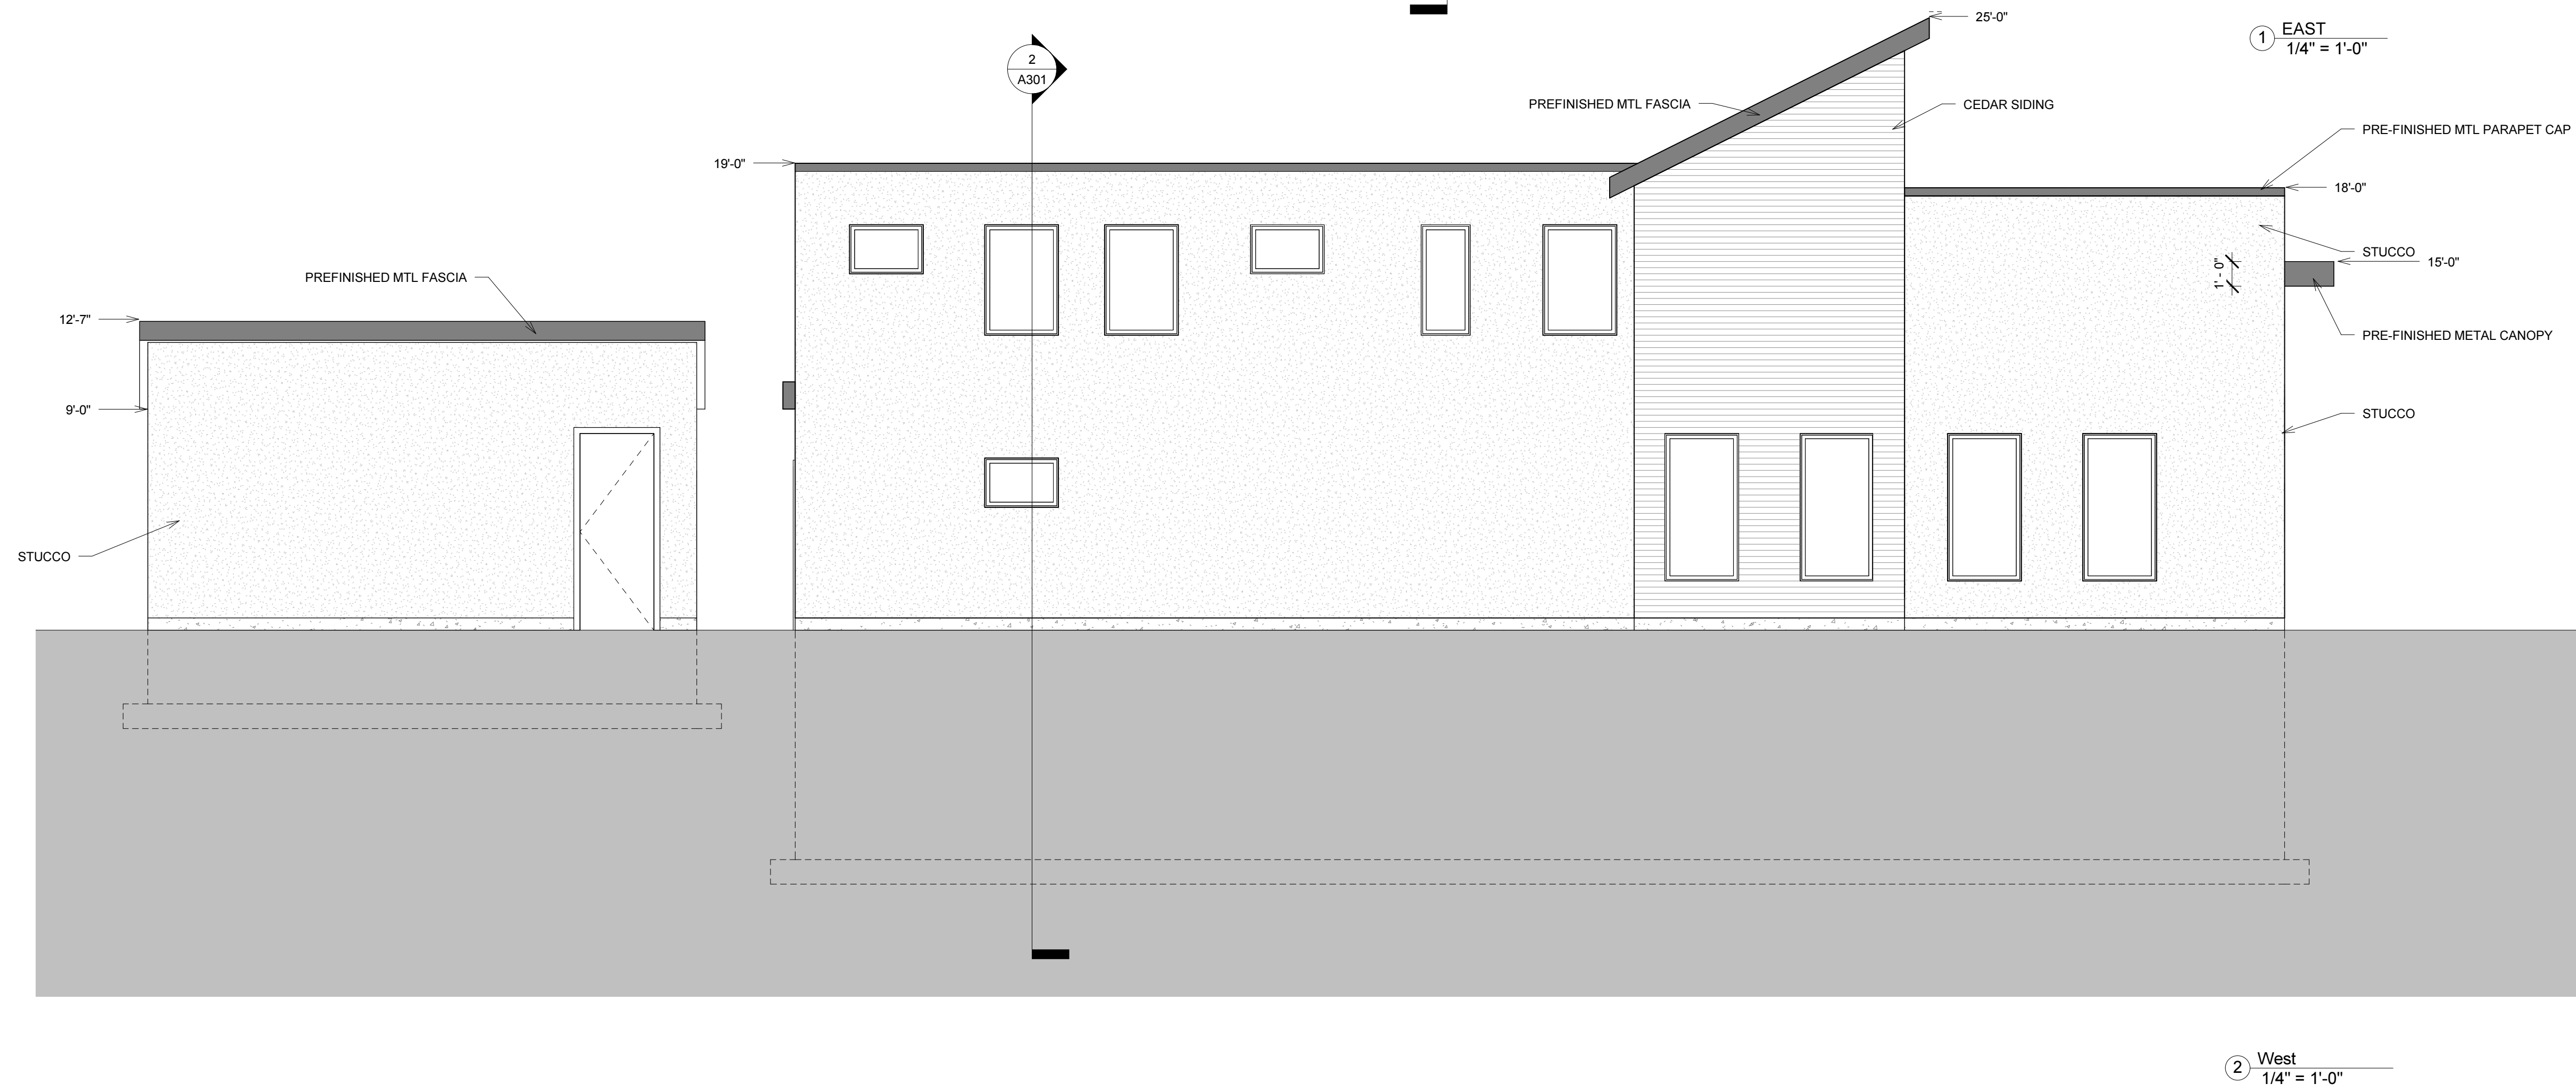 25'-0"
1
EAST
1/4" = 1'-0"
2
A301
PREFINISHED MTL FASCIA
CEDAR SIDING
PRE-FINISHED MTL PARAPET CAP
19'-0"
18'-0"
STUCCO
15'-0"
1' - 0"
PREFINISHED MTL FASCIA
12'-7"
PRE-FINISHED METAL CANOPY
9'-0"
STUCCO
STUCCO
2
West
1/4" = 1'-0"